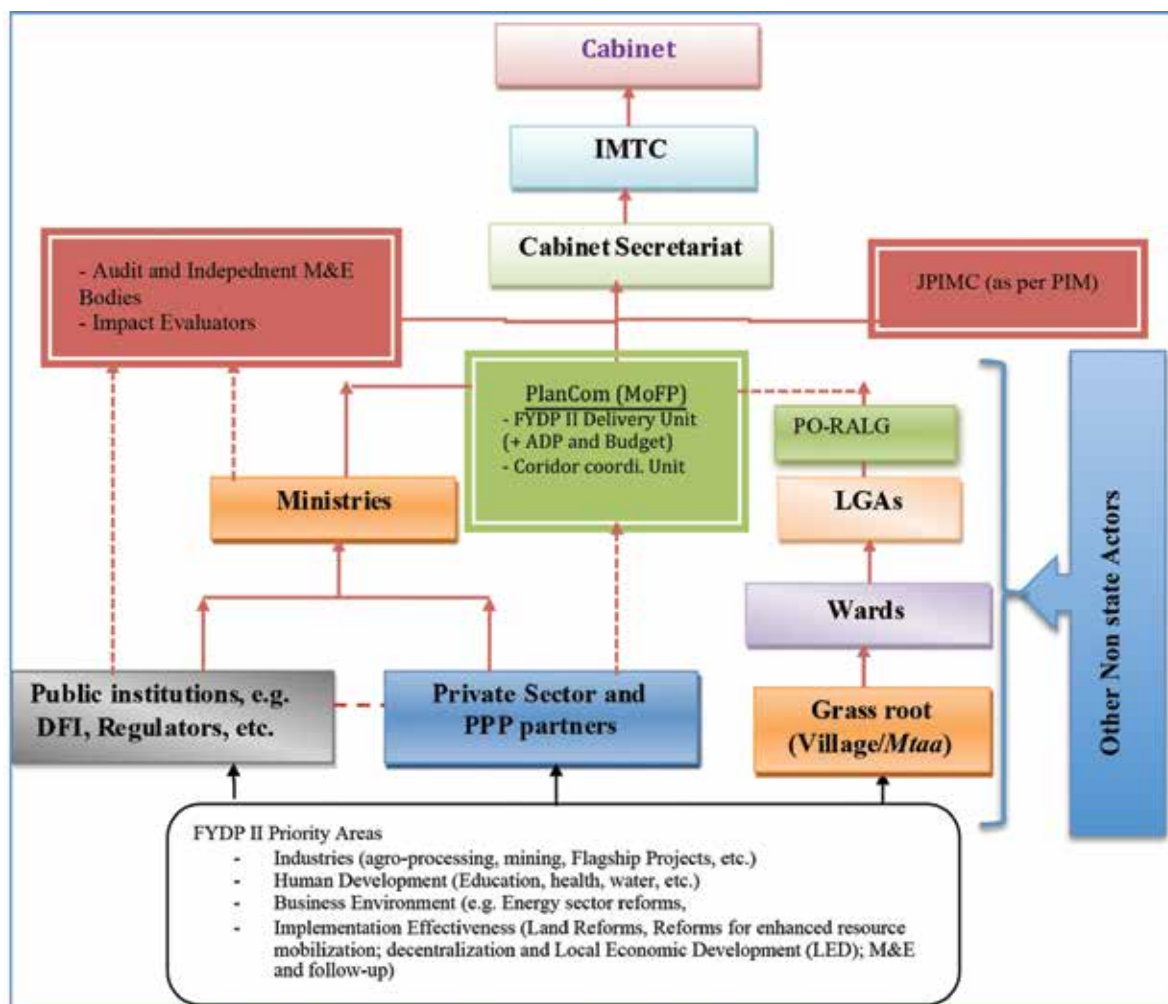 Cabinet
IMTC
Cabinet Secretariat
- Audit and Indepednent M&E
Bodies
- Impact Evaluators
JPIMC (as per PIM)
PlanCom (MoFP)
- FYDP II Delivery Unit
(+ ADP and Budget)
- Coridor coordi. Unit
PO-RALG
Ministries
LGAs
Wards
Public institutions, e.g.
DFI, Regulators, etc.
Private Sector and
PPP partners
Grass root
(Village/Mtaa)
Other Non state Actors
FYDP II Priority Areas
- Industries (agro-processing, mining, Flagship Projects, etc.)
- Human Development (Education, health, water, etc.)
- Business Environment (e.g. Energy sector reforms,
- Implementation Effectiveness (Land Reforms, Reforms for enhanced resource
mobilization; decentralization and Local Economic Development (LED); M&E
and follow-up)